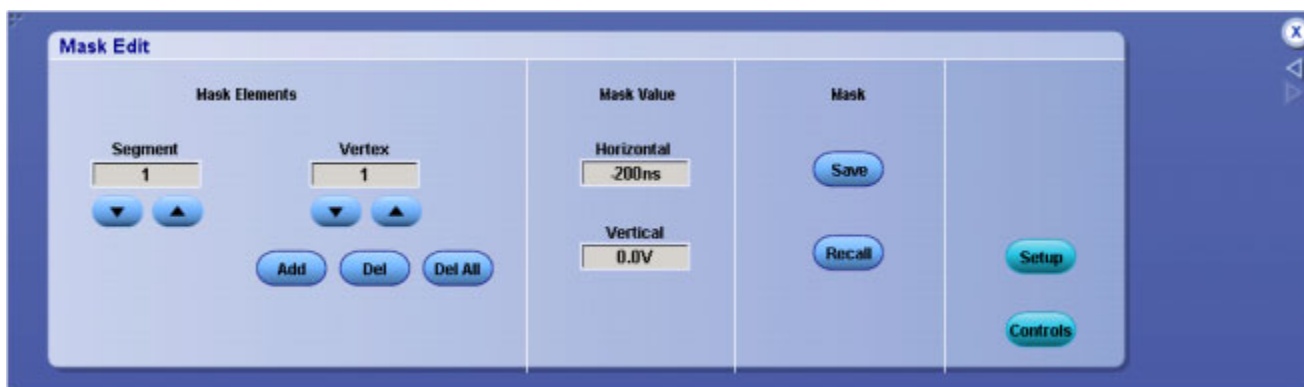 Mask Edit
Mask Elements
Mask Value
Mask
Segment
1
Vertex
1
Horizontal
-200ns
Save
Vertical
0.0V
Recall
Add
Del
Del All
Setup
Controls
X